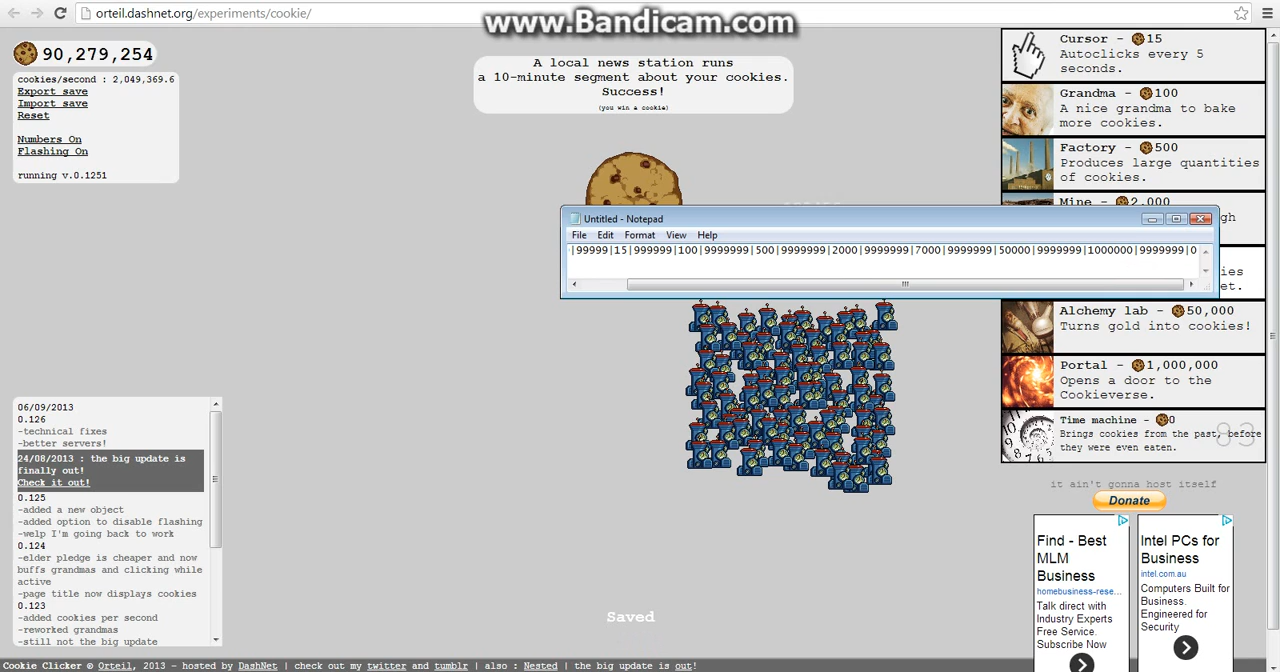 www.Bandicam.com
orteil.dashnet.org/experiments/cookie/
90,279,254
cookies/second : 2,049,369.6
Export save
Import save
Reset
Numbers On
Flashing On
running v.0.1251
A local news station runs
a 10-minute segment about your cookies.
Success!
(you win a cookie)
Untitled - Notepad
File Edit Format View Help
|99999|15|999999|100|9999999|500|9999999|2000|9999999|7000|9999999|50000|9999999|1000000|9999999|0
Cursor - 15
Autoclicks every 5
seconds.
Grandma - 100
A nice grandma to bake
more cookies.
Factory - 500
Produces large quantities
of cookies.
Mine - 2,000
Alchemy lab - 50,000
Turns gold into cookies!
Portal - 1,000,000
Opens a door to the
Cookieverse.
Time machine - 0
Brings cookies from the past, before
they were even eaten.
83
06/09/2013
0.126
-technical fixes
-better servers!
24/08/2013 : the big update is
finally out!
Check it out!
0.125
-added a new object
-added option to disable flashing
-welp I'm going back to work
0.124
-elder pledge is cheaper and now
buffs grandmas and clicking while
active
-page title now displays cookies
0.123
-added cookies per second
-reworked grandmas
-still not the big update
Saved
it ain't gonna host itself
Donate
Find - Best
MLM
Business
homebusiness-rese...
Talk direct with
Industry Experts
Free Service.
Subscribe Now
Intel PCs for
Business
intel.com.au
Computers Built for
Business.
Engineered for
Security
Cookie Clicker © Orteil, 2013 - hosted by DashNet | check out my twitter and tumblr | also : Nested | the big update is out!